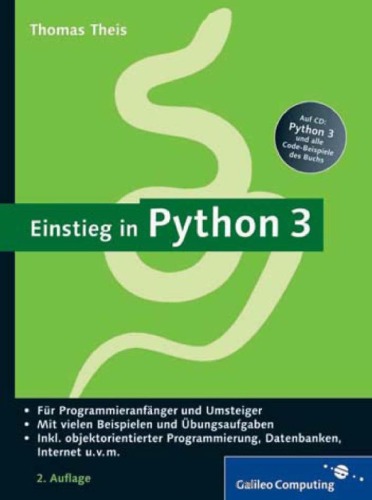 Thomas Theis
Auf CD:
Python 3
und alle
Code-Beispiele
des Buchs
Einstieg in Python 3
• Für Programmieranfänger und Umsteiger
• Mit vielen Beispielen und Übungsaufgaben
• Inkl. objektorientierter Programmierung, Datenbanken,
Internet u.v.m.
2. Auflage
Galileo Computing